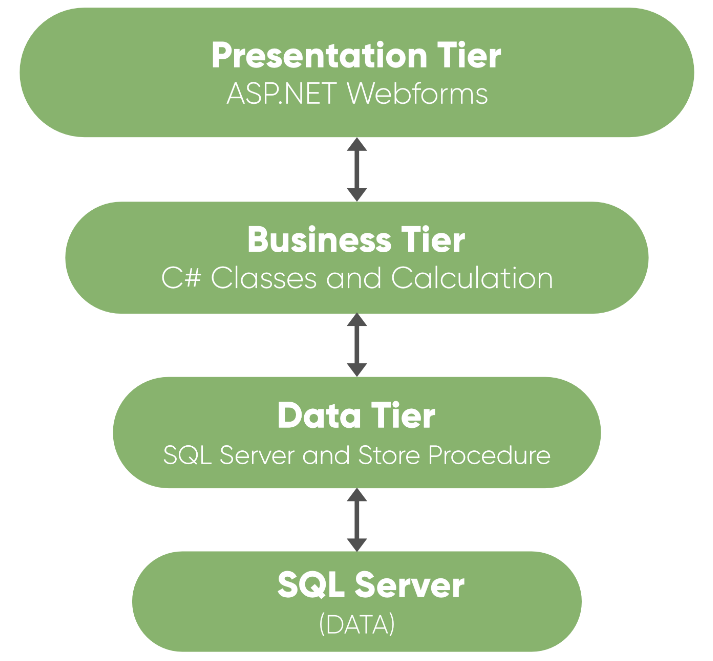 Presentation Tier
ASP.NET Webforms
Business Tier
C# Classes and Calculation
Data Tier
SQL Server and Store Procedure
SQL Server
(DATA)